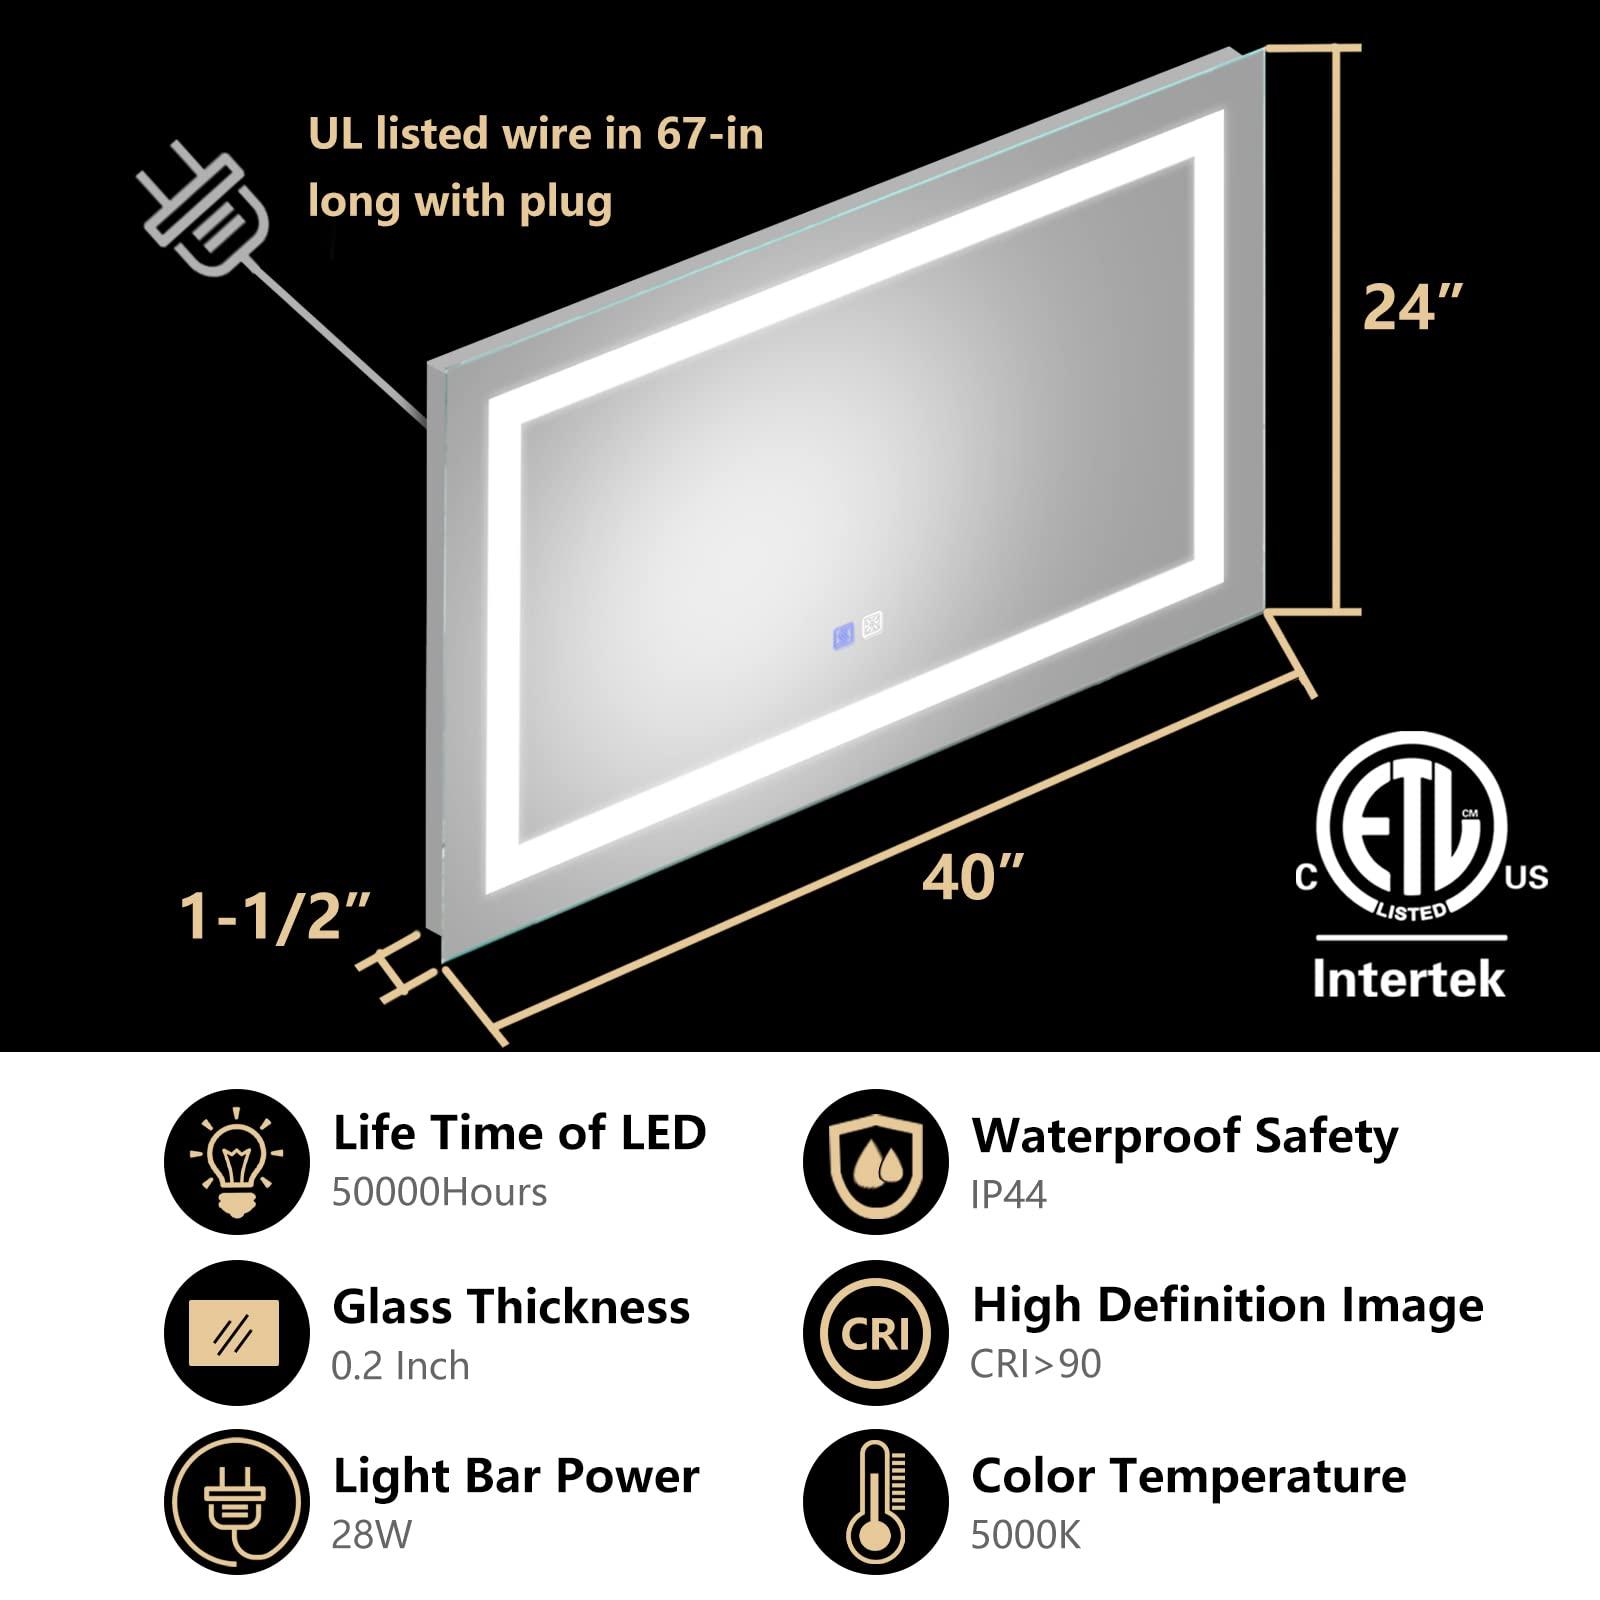 UL listed wire in 67-in
long with plug
24″
40″
1-1/2″
ETL
CM
C
US
LISTED
Intertek
Life Time of LED
50000Hours
Waterproof Safety
IP44
Glass Thickness
0.2 Inch
CRI
High Definition Image
CRI>90
Light Bar Power
28W
Color Temperature
5000K